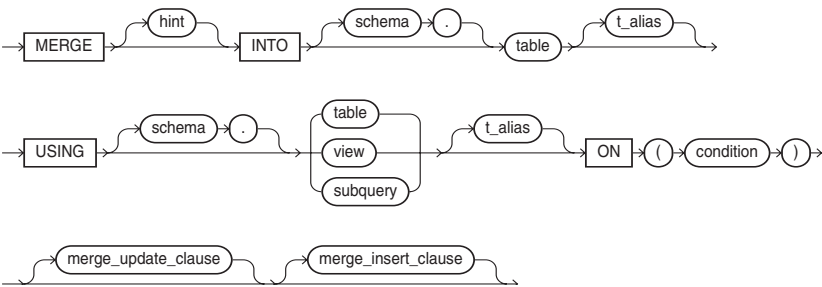 MERGE hint INTO schema . table t_alias
USING schema . table view subquery t_alias ON ( condition )
merge_update_clause merge_insert_clause